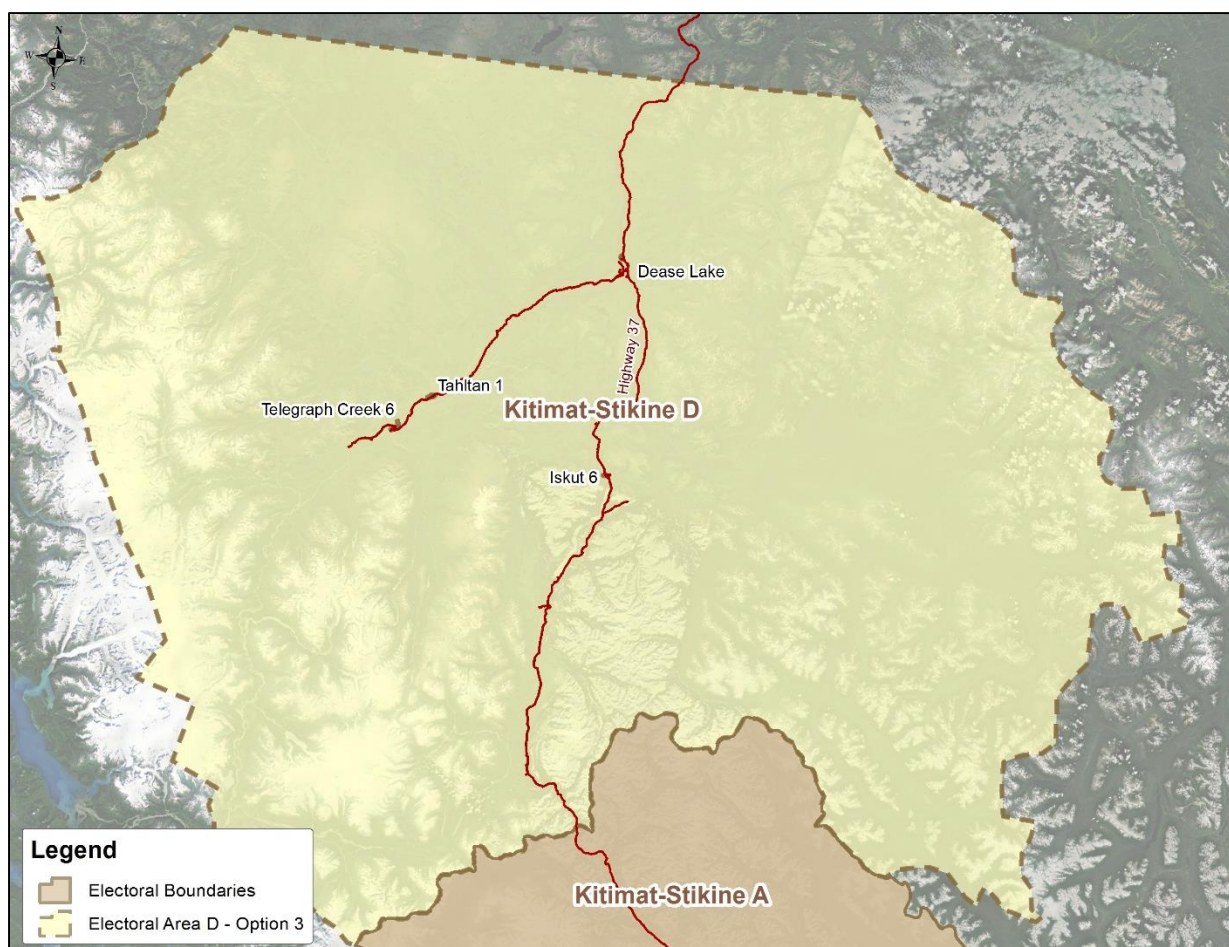 N
W E
S
Dease Lake
Highway 37
Tahltan 1
Telegraph Creek 6
Kitimat-Stikine D
Iskut 6
Kitimat-Stikine A
Legend
Electoral Boundaries
Electoral Area D - Option 3